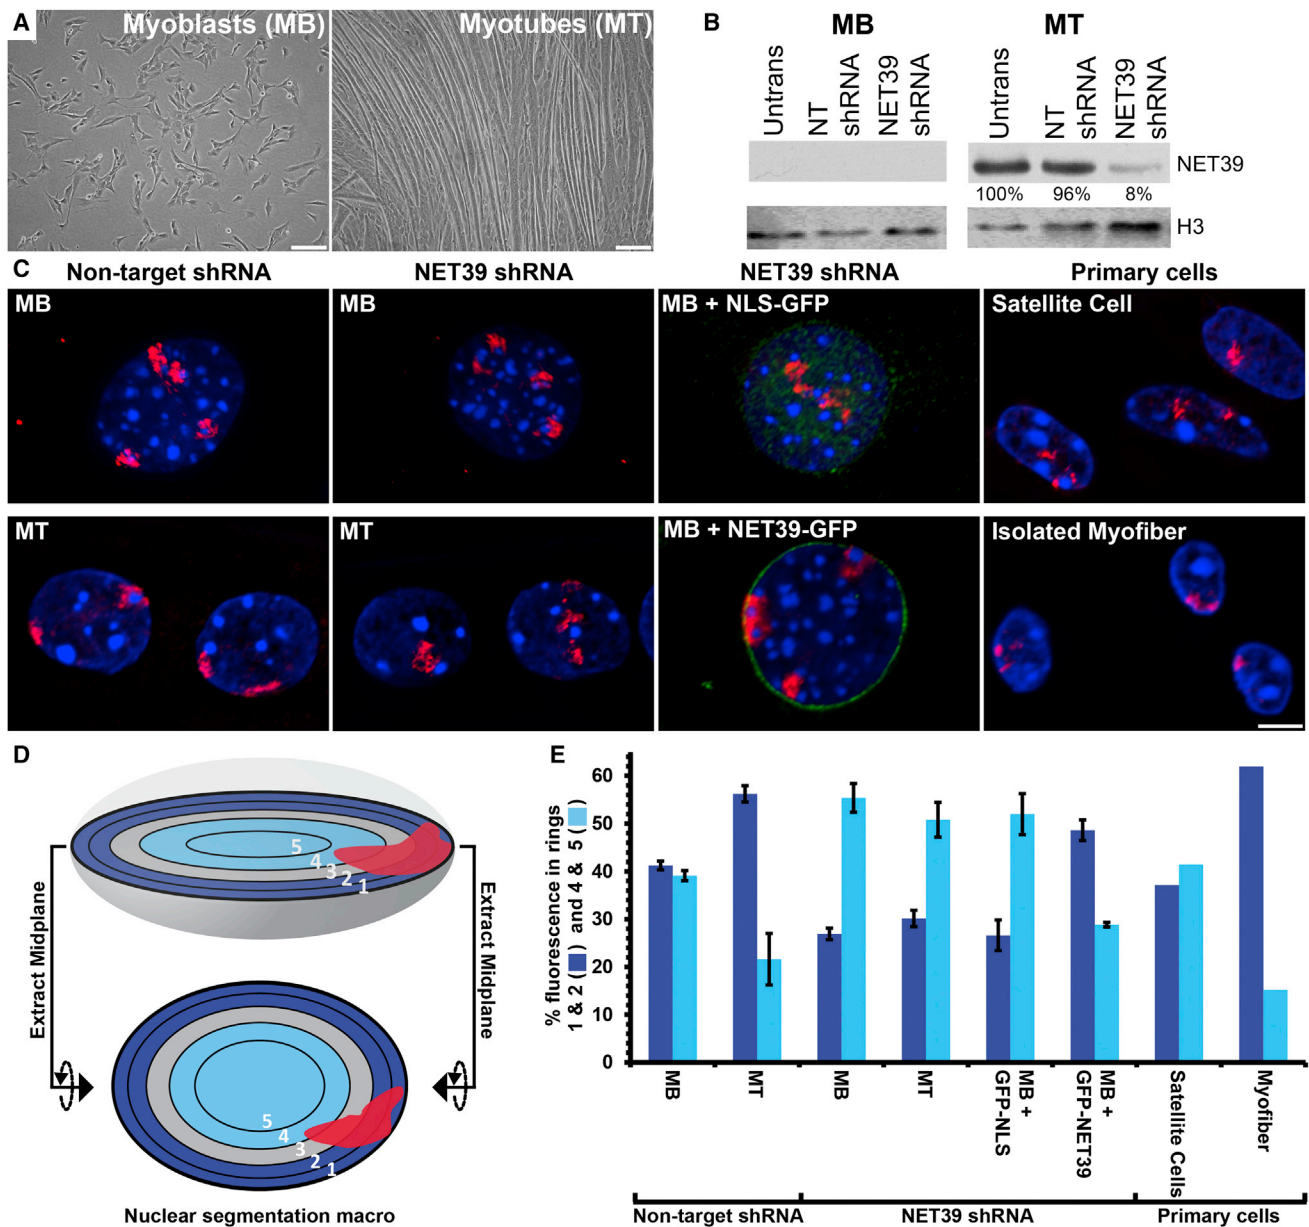 A
Myoblasts (MB)
Myotubes (MT)
B
MB
MT
Untrans
NT
shRNA
NET39
shRNA
Untrans
NT
shRNA
NET39
shRNA
NET39
100%
96%
8%
H3
C
Non-target shRNA
NET39 shRNA
NET39 shRNA
Primary cells
MB
MB
MB + NLS-GFP
Satellite Cell
MT
MT
MB + NET39-GFP
Isolated Myofiber
D
5
4
3
2
1
Extract Midplane
Extract Midplane
5
4
3
2
1
Nuclear segmentation macro
E
% fluorescence in rings
1 & 2 ( ) and 4 & 5 ( )
60
50
40
30
20
10
0
MB
MT
MB
MT
MB +
GFP-NLS
MB +
GFP-NET39
Satellite Cells
Myofiber
Non-target shRNA
NET39 shRNA
Primary cells